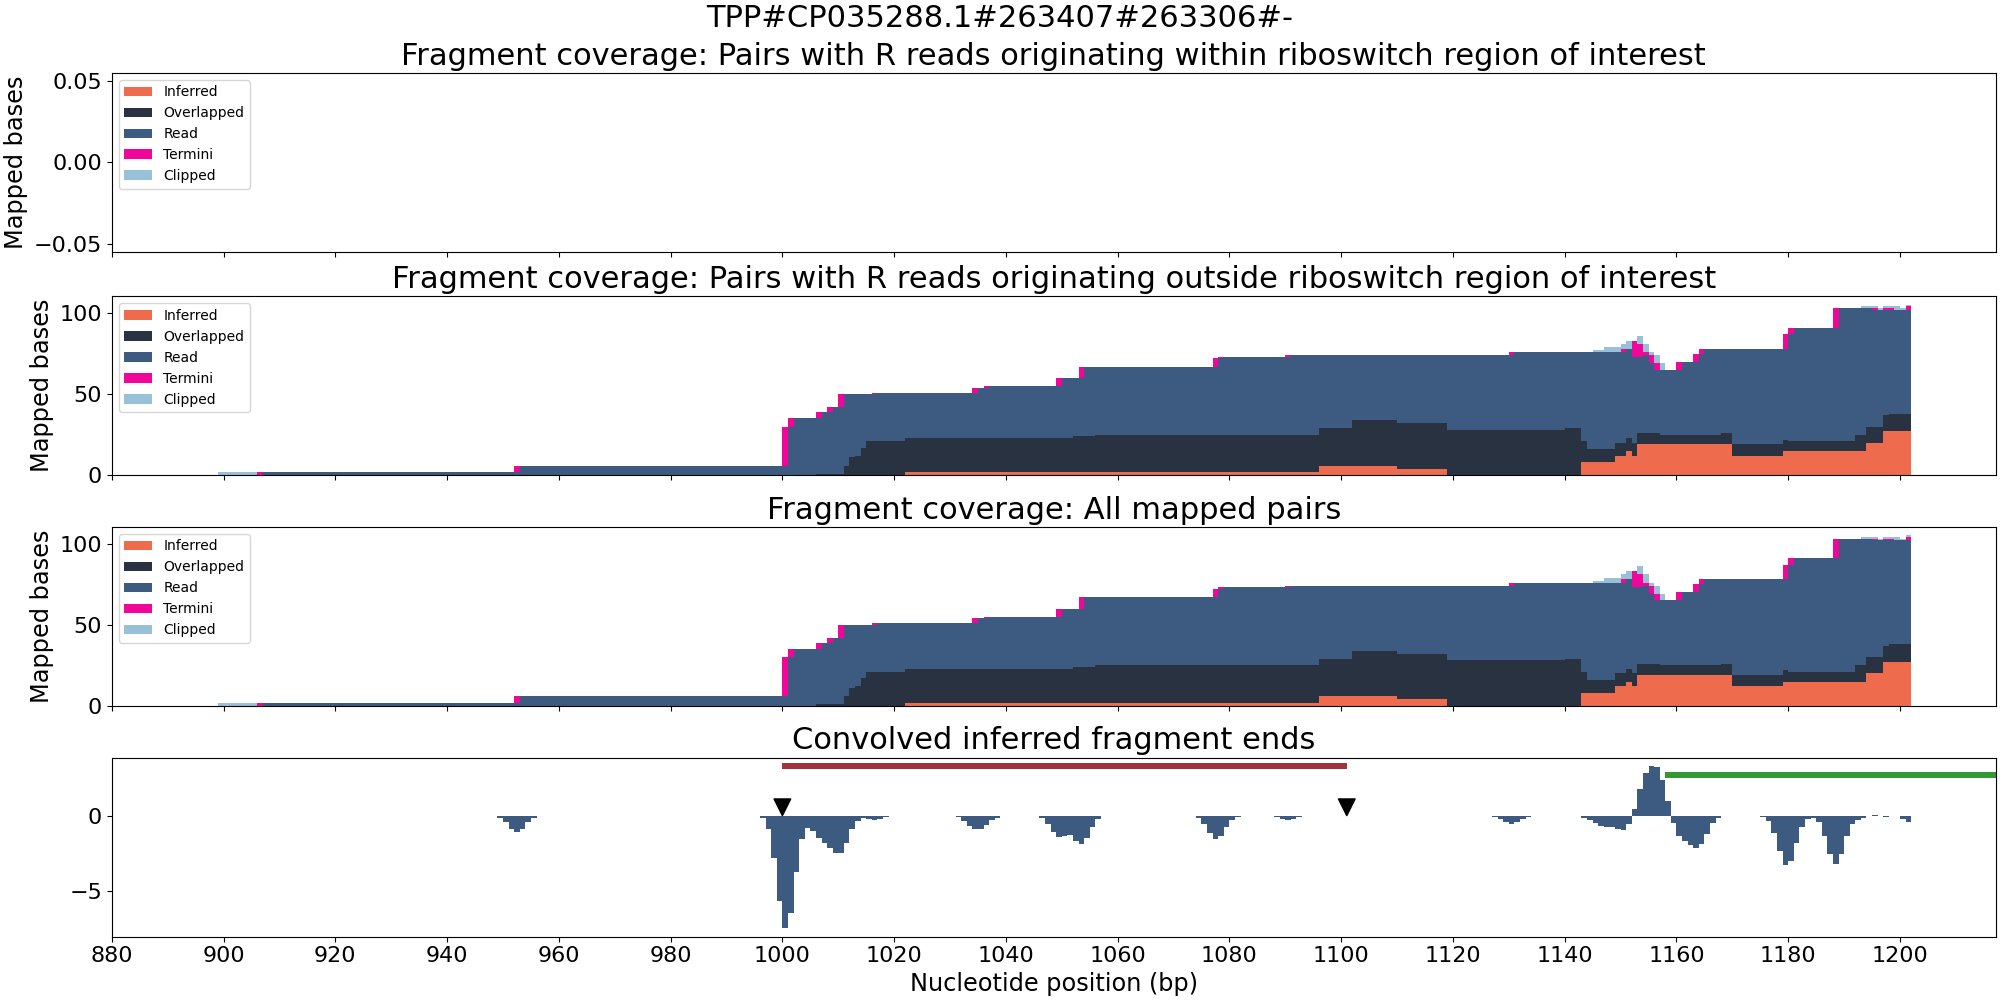 TPP#CP035288.1#263407#263306#-
Fragment coverage: Pairs with R reads originating within riboswitch region of interest
Mapped bases
0.05
0.00
−0.05
Inferred
Overlapped
Read
Termini
Clipped
Fragment coverage: Pairs with R reads originating outside riboswitch region of interest
Mapped bases
100
50
0
Inferred
Overlapped
Read
Termini
Clipped
Fragment coverage: All mapped pairs
Mapped bases
100
50
0
Inferred
Overlapped
Read
Termini
Clipped
Convolved inferred fragment ends
0
−5
880 900 920 940 960 980 1000 1020 1040 1060 1080 1100 1120 1140 1160 1180 1200
Nucleotide position (bp)